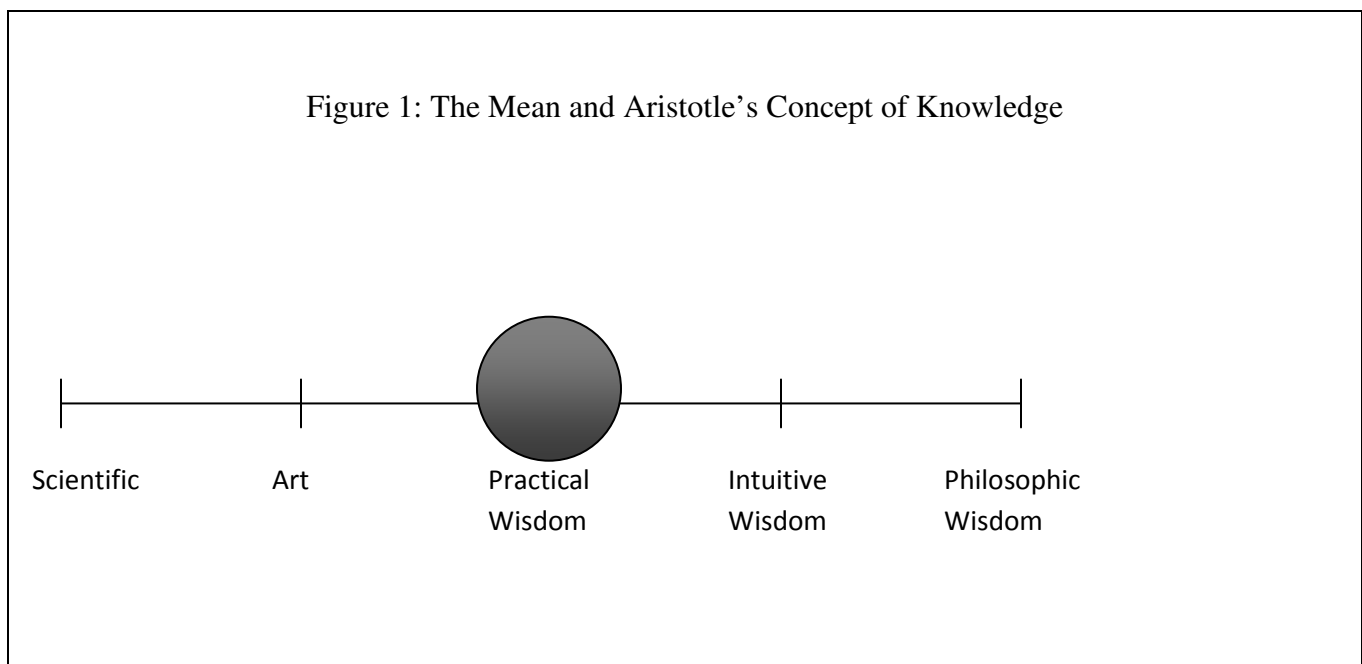 Figure 1: The Mean and Aristotle’s Concept of Knowledge
Scientific
Art
Practical
Wisdom
Intuitive
Wisdom
Philosophic
Wisdom